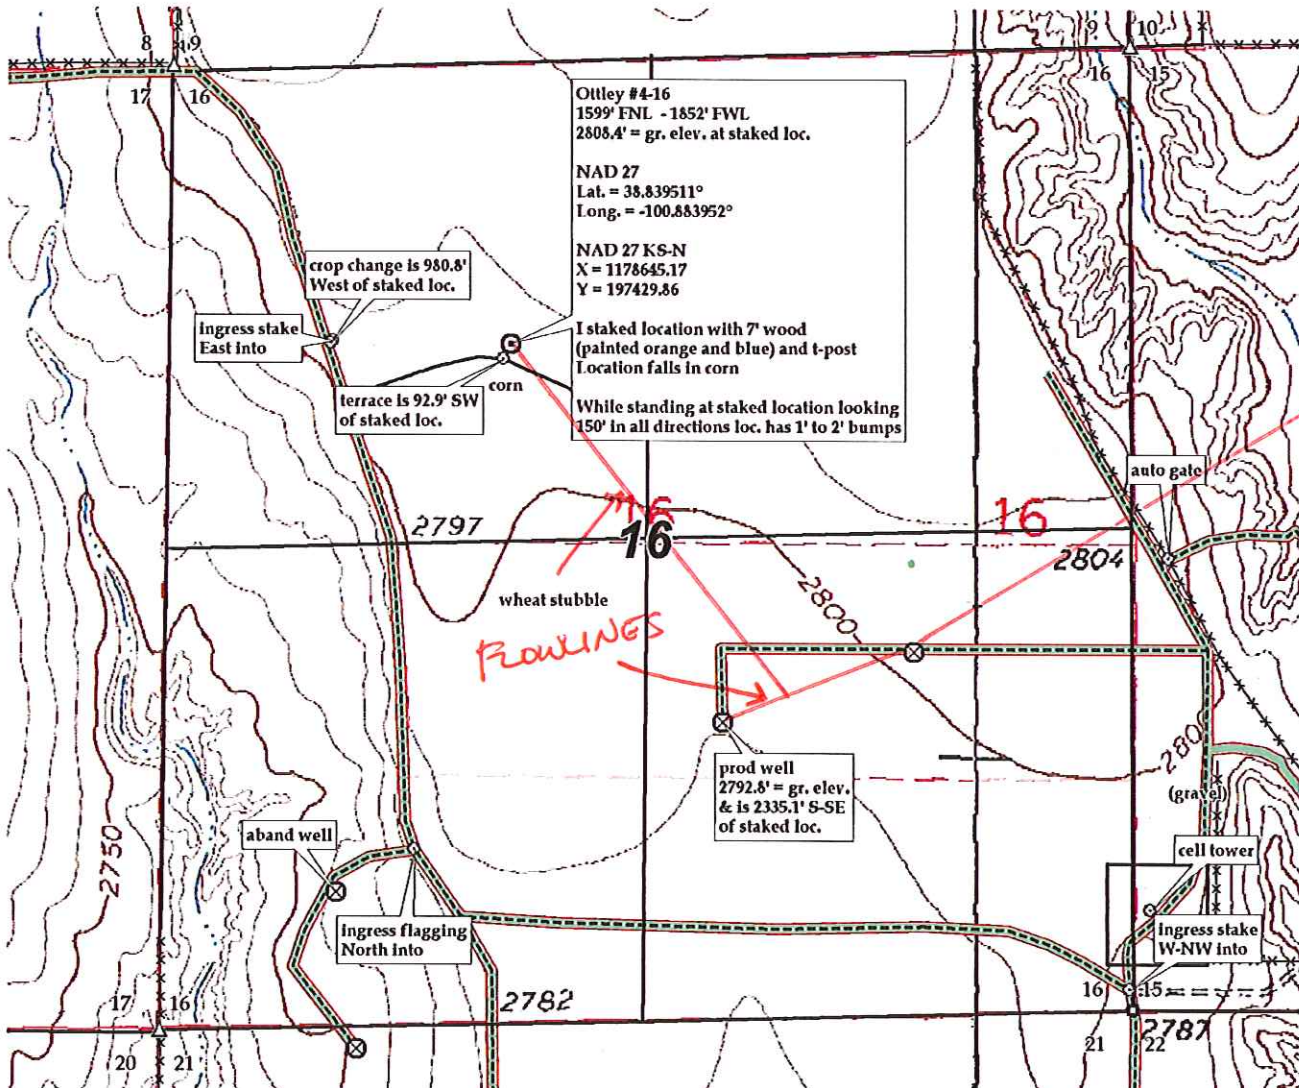 8 9
9 10
17 16
16 15
Ottley #4-16
1599' FNL - 1852' FWL
2808.4' = gr. elev. at staked loc.
NAD 27
Lat. = 38.839511°
Long. = -100.883952°
NAD 27 KS-N
X = 1178645.17
Y = 197429.86
I staked location with 7' wood
(painted orange and blue) and t-post
Location falls in corn
While standing at staked location looking
150' in all directions loc. has 1' to 2' bumps
crop change is 980.8'
West of staked loc.
ingress stake
East into
terrace is 92.9' SW
of staked loc.
corn
auto gate
16
16
16
2797
2804
wheat stubble
2800
FLOWLINES
prod well
2792.8' = gr. elev.
& is 2335.1' S-SE
of staked loc.
280
(gravel)
2750
aband well
cell tower
ingress flagging
North into
ingress stake
W-NW into
17 16
16 15
2782
2787
20 21
21 22